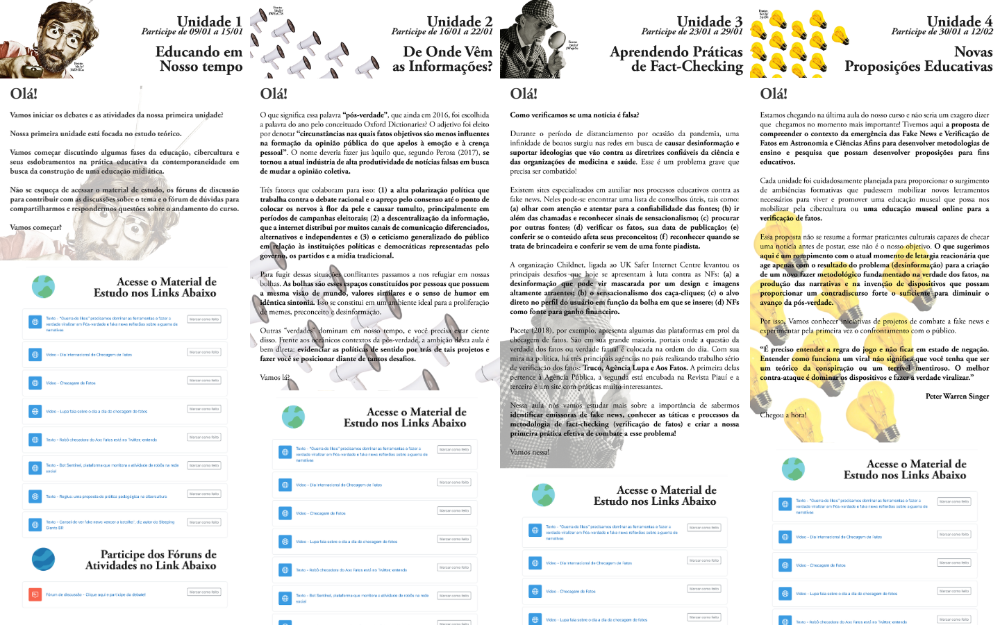 Unidade 1
Participe de 09/01 a 15/01
Educando em
Nosso tempo
Fonte:
bit.ly/
Olá!
Vamos iniciar os debates e as atividades da nossa primeira unidade?
Nossa primeira unidade está focada no estudo teórico.
Vamos começar discutindo algumas fases da educação, cibercultura e
seus esdobramentos na prática educativa da contemporaneidade em
busca da construção de uma educação midiática.
Não se esqueça de acessar o material de estudo, os fóruns de discussão
para contribuir com as discussões sobre o tema e o fórum de dúvidas para
compartilharmos e respondermos questões sobre o andamento do curso.
Vamos começar?
Acesse o Material de
Estudo nos Links Abaixo
Texto - "Guerra de likes" precisamos dominar as ferramentas a fazer a
verdade viralizar em Pós-verdade e fake news reflexões sobre a guerra de
narrativas
Marcar como feito
Vídeo - Dia Internacional de Checagem de Fatos
Marcar como feito
Vídeo - Checagem de Fatos
Marcar como feito
Vídeo - Lupa fala sobre o dia a dia da checagem de fatos
Marcar como feito
Texto - Robô checadora do Aos Fatos está no Twitter; entenda
Marcar como feito
Texto - Bot Sentinel, plataforma que monitora a atividade de robôs na rede
social
Marcar como feito
Texto - Regius: uma proposta de prática pedagógica na cibercultura
Marcar como feito
Texto - Cansei de ver fake news vencer a batalha', diz autor do Sleeping
Giants BR
Marcar como feito
Participe dos Fóruns de
Atividades no Link Abaixo
Fórum de discussão - Clique aqui e participe do debate!
Marcar como feito
Unidade 2
Participe de 16/01 a 22/01
De Onde Vêm
as Informações?
Fonte:
bit.ly/
Olá!
O que significa essa palavra “pós-verdade”, que ainda em 2016, foi escolhida
a palavra do ano pelo conceituado Oxford Dictionaries? O adjetivo foi eleito
por denotar “circunstâncias nas quais fatos objetivos são menos influentes
na formação da opinião pública do que apelos à emoção e à crença
pessoal”. O nome deveria fazer jus àquilo que, segundo Perosa (2017), se
tornou a atual indústria de alta produtividade de notícias falsas em busca
de mudar a opinião coletiva.
Três fatores que colaboram para isso: (1) a alta polarização política que
trabalha contra o debate racional e o apreço pelo consenso até o ponto de
colocar os nervos à flor da pele e causar tumulto, principalmente em
períodos de campanhas eleitorais; (2) a descentralização da informação,
que a internet distribui por muitos canais de comunicação diferenciados,
alternativos e independentes e (3) o ceticismo generalizado do público
em relação às instituições políticas e democráticas representadas pelo
governo, os partidos e a mídia tradicional.
Para fugir dessas situações conflitantes passamos a nos refugiar em nossas
bolhas. As bolhas são esses espaços constituídos por pessoas que possuem
a mesma visão de mundo, valores similares e o senso de humor em
idêntica sintonia. Isso se constitui em um ambiente ideal para a proliferação
de memes, preconceito e desinformação.
Outras “verdades” dominam em nosso tempo, e você precisa estar ciente
disso. Frente aos oceânicos contextos da pós-verdade, a ambição desta aula é
bem direta: evidenciar as políticas de sentido por trás de tais projetos e
fazer você se posicionar diante de tantos desafios.
Vamos lá?
Acesse o Material de
Estudo nos Links Abaixo
Texto - "Guerra de likes" precisamos dominar as ferramentas a fazer a
verdade viralizar em Pós-verdade e fake news reflexões sobre a guerra de
narrativas
Marcar como feito
Vídeo - Dia Internacional de Checagem de Fatos
Marcar como feito
Vídeo - Checagem de Fatos
Marcar como feito
Vídeo - Lupa fala sobre o dia a dia da checagem de fatos
Marcar como feito
Texto - Robô checadora do Aos Fatos está no Twitter; entenda
Marcar como feito
Texto - Bot Sentinel, plataforma que monitora a atividade de robôs na rede
social
Marcar como feito
Marcar como feito
Unidade 3
Participe de 23/01 a 29/01
Aprendendo Práticas
de Fact-Checking
Fonte:
bit.ly/
Olá!
Como verificamos se uma notícia é falsa?
Durante o período de distanciamento por ocasião da pandemia, uma
infinidade de boatos surgiu nas redes em busca de causar desinformação e
suportar ideologias que vão contra as diretrizes confiáveis da ciência e
das organizações de medicina e saúde. Esse é um problema grave que
precisa ser combatido!
Existem sites especializados em auxiliar nos processos educativos contra as
fake news. Neles pode-se encontrar uma lista de conselhos úteis, tais como:
(a) olhar com atenção e atentar para a confiabilidade das fontes; (b) ir
além das chamadas e reconhecer sinais de sensacionalismo; (c) procurar
por outras fontes; (d) verificar os fatos, sua data de publicação; (e)
conferir se o conteúdo afeta seus preconceitos; (f) reconhecer quando se
trata de brincadeira e conferir se vem de uma fonte piadista.
A organização Childnet, ligada ao UK Safer Internet Centre levantou os
principais desafios que hoje se apresentam à luta contra as NFs: (a) a
desinformação que pode vir mascarada por um design e imagens
altamente atraentes; (b) o sensacionalismo dos caça-cliques; (c) o alvo
direto no perfil do usuário em função da bolha em que se insere; (d) NFs
como fonte para ganho financeiro.
Pacete (2018), por exemplo, apresenta algumas das plataformas em prol da
checagem de fatos. São em sua grande maioria, portais onde a questão da
verdade dos fatos ou verdade fatual é colocada na ordem do dia. Com sua
mira na política, há três principais agências no país realizando trabalho sério
de verificação dos fatos: Truco, Agência Lupa e Aos Fatos. A primeira delas
pertence à Agência Pública, a segunda está encubada na Revista Piauí e a
terceira é um site com práticas muito interessantes.
Nessa aula nós vamos estudar mais sobre a importância de sabermos
identificar emissoras de fake news, conhecer as táticas e processos da
metodologia de fact-checking (verificação de fatos) e criar a nossa
primeira prática efetiva de combate a esse problema!
Vamos nessa!
Acesse o Material de
Estudo nos Links Abaixo
Texto - "Guerra de likes" precisamos dominar as ferramentas a fazer a
verdade viralizar em Pós-verdade e fake news reflexões sobre a guerra de
narrativas
Marcar como feito
Vídeo - Dia Internacional de Checagem de Fatos
Marcar como feito
Vídeo - Checagem de Fatos
Marcar como feito
Vídeo - Lupa fala sobre o dia a dia da checagem de fatos
Marcar como feito
Unidade 4
Participe de 30/01 a 12/02
Novas
Proposições Educativas
Fonte:
bit.ly/
Olá!
Estamos chegando na última aula do nosso curso e não seria um exagero dizer
que chegamos no momento mais importante! Tivemos aqui a proposta de
compreender o contexto da emergência das Fake News e Verificação de
Fatos em Astronomia e Ciências Afins para desenvolver metodologias de
ensino e pesquisa que possam desenvolver proposições para fins
educativos.
Cada unidade foi cuidadosamente planejada para proporcionar o surgimento
de ambiências formativas que pudessem mobilizar novos letramentos
necessários para viver e promover uma educação museal que possa nos
mobilizar pela cibercultura ou uma educação museal online para a
verificação de fatos.
Essa proposta não se resume a formar praticantes culturais capazes de checar
uma notícia antes de postar, esse não é o nosso objetivo. O que sugerimos
aqui é um rompimento com o atual momento de letargia reacionária que
age apenas com o resultado do problema (desinformação) para a criação
de um novo fazer metodológico fundamentado na verdade dos fatos, na
produção das narrativas e na invenção de dispositivos que possam
proporcionar um contradiscurso forte o suficiente para diminuir o
avanço da pós-verdade.
Por isso, Vamos conhecer iniciativas de projetos de combate a fake news e
experimentar pela primeira vez o confrontamento com o público.
“É preciso entender a regra do jogo e não ficar em estado de negação.
Entender como funciona um viral não significa que você tenha que ser
um teórico da conspiração ou um terrível mentiroso. O melhor
contra-ataque é dominar os dispositivos e fazer a verdade viralizar.”
Peter Warren Singer
Chegou a hora!
Acesse o Material de
Estudo nos Links Abaixo
Texto - "Guerra de likes" precisamos dominar as ferramentas a fazer a
verdade viralizar em Pós-verdade e fake news reflexões sobre a guerra de
narrativas
Marcar como feito
Vídeo - Dia Internacional de Checagem de Fatos
Marcar como feito
Vídeo - Checagem de Fatos
Marcar como feito
Vídeo - Lupa fala sobre o dia a dia da checagem de fatos
Marcar como feito
Texto - Robô checadora do Aos Fatos está no Twitter; entenda
Marcar como feito